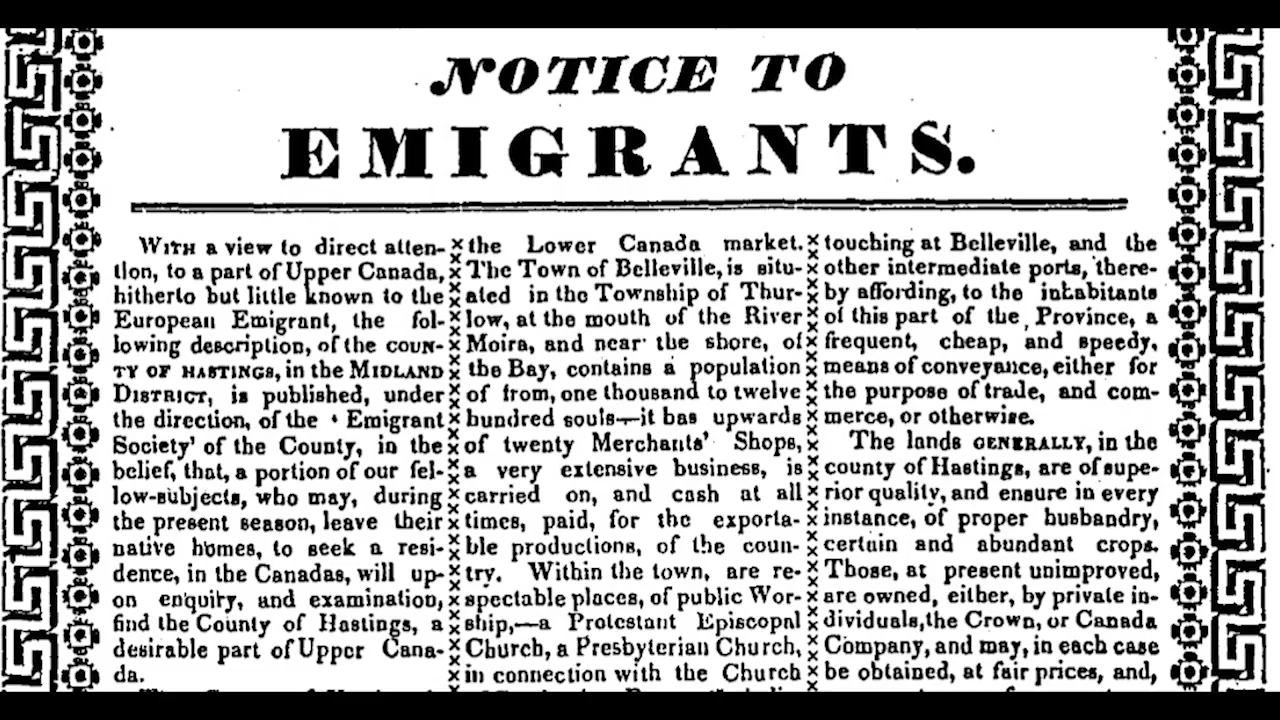 NOTICE TO
EMIGRANTS.
WITH a view to direct atten-
tion, to a part of Upper Canada,
hitherto but little known to the
European Emigrant, the fol-
lowing description, of the COUN-
TY OF HASTINGS, in the MIDLAND
DISTRICT, is published, under
the direction, of the ‘ Emigrant
Society’ of the County, in the
belief, that, a portion of our fel-
low-subjects, who may, during
the present season, leave their
native homes, to seek a resi-
dence, in the Canadas, will up-
on enquiry, and examination,
find the County of Hastings, a
desirable part of Upper Cana-
da.
the Lower Canada market.
The Town of Belleville, is situ-
ated in the Township of Thur-
low, at the mouth of the River
Moira, and near the shore, of
the Bay, contains a population
of from, one thousand to twelve
hundred souls—it has upwards
of twenty Merchants’ Shops,
a very extensive business, is
carried on, and cash at all
times, paid, for the exporta-
ble productions, of the coun-
try. Within the town, are re-
spectable places, of public Wor-
ship,—a Protestant Episcopal
Church, a Presbyterian Church,
in connection with the Church
touching at Belleville, and the
other intermediate ports, there-
by affording, to the inhabitants
of this part of the Province, a
frequent, cheap, and speedy,
means of conveyance, either for
the purpose of trade, and com-
merce, or otherwise.
The lands GENERALLY, in the
county of Hastings, are of supe-
rior quality, and ensure in every
instance, of proper husbandry,
certain and abundant crops.
Those, at present unimproved,
are owned, either, by private in-
dividuals, the Crown, or Canada
Company, and may, in each case
be obtained, at fair prices, and,